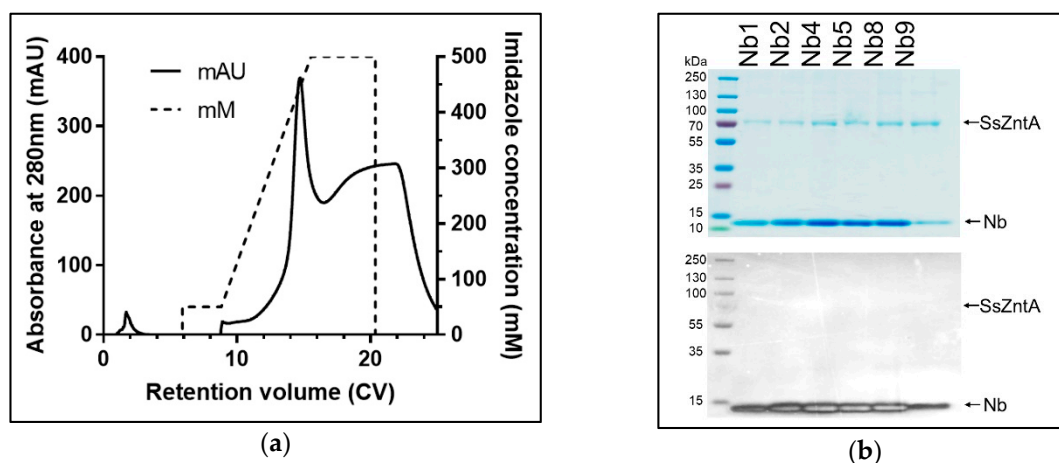 400
300
200
100
0
Absorbance at 280nm (mAU)
mAU
mM
500
400
300
200
100
0
Imidazole concentration (mM)
0
10
20
Retention volume (CV)
(a)
Nb1
Nb2
Nb4
Nb5
Nb8
Nb9
kDa
250
130
100
70
55
35
25
15
10
←SsZntA
←Nb
250
130
100
55
35
15
←SsZntA
←Nb
(b)